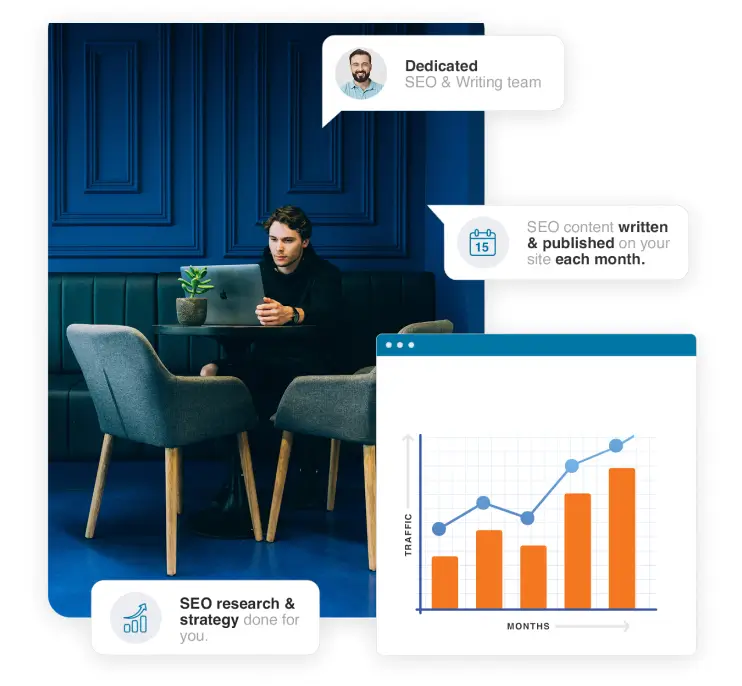 Dedicated
SEO & Writing team
15
SEO content written
& published on your
site each month.
TRAFFIC
MONTHS
SEO research &
strategy done for
you.